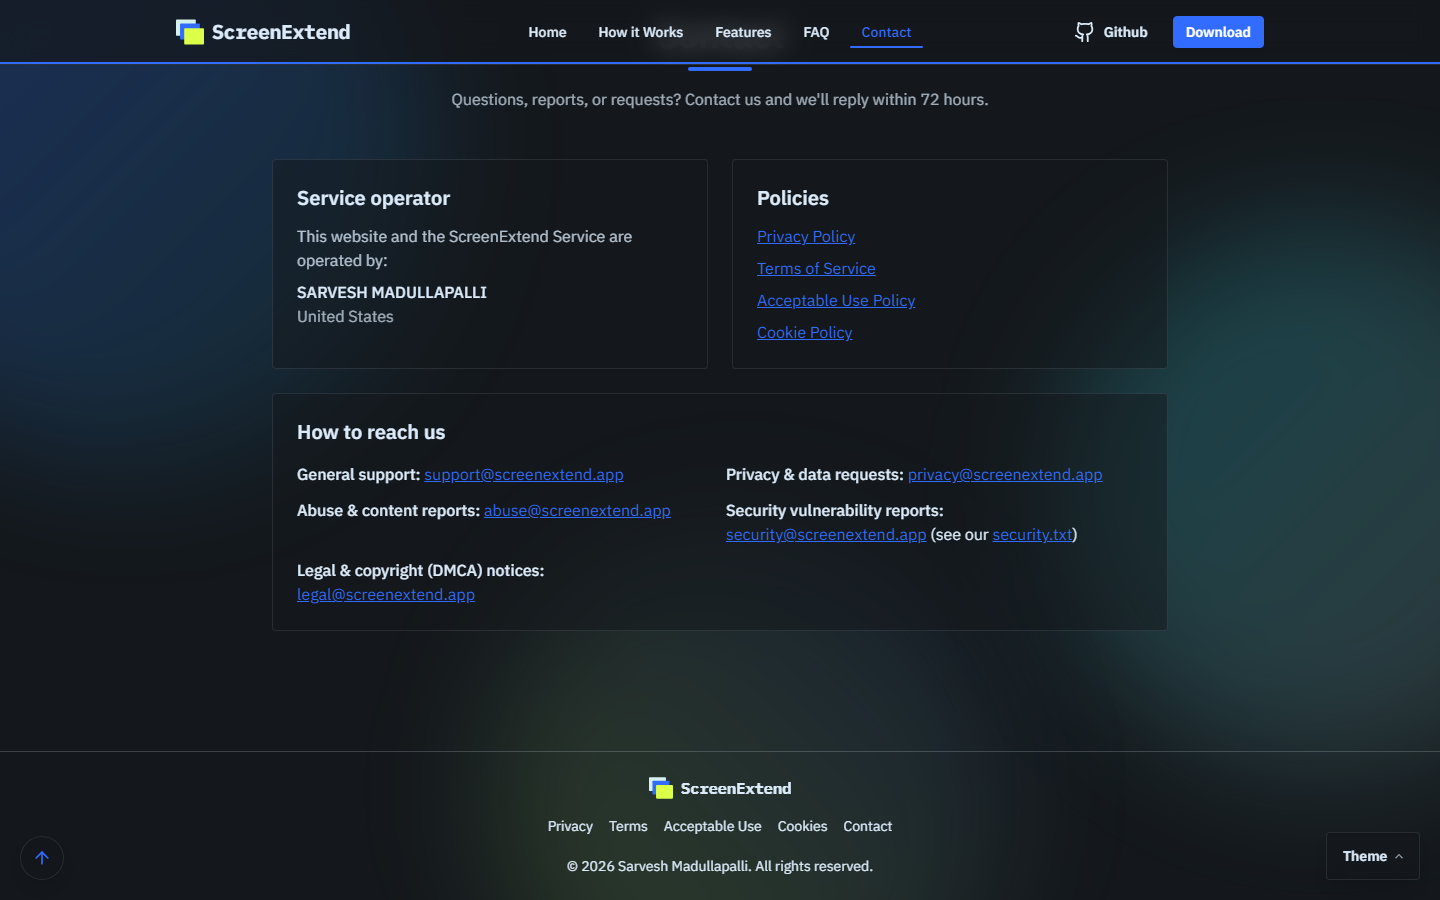 ScreenExtend
Home How it Works Features FAQ Contact
Github
Download
Questions, reports, or requests? Contact us and we'll reply within 72 hours.
Service operator
This website and the ScreenExtend Service are
operated by:
SARVESH MADULLAPALLI
United States
Policies
Privacy Policy
Terms of Service
Acceptable Use Policy
Cookie Policy
How to reach us
General support: support@screenextend.app
Privacy & data requests: privacy@screenextend.app
Abuse & content reports: abuse@screenextend.app
Security vulnerability reports:
security@screenextend.app (see our security.txt)
Legal & copyright (DMCA) notices:
legal@screenextend.app
ScreenExtend
Privacy Terms Acceptable Use Cookies Contact
© 2026 Sarvesh Madullapalli. All rights reserved.
Theme